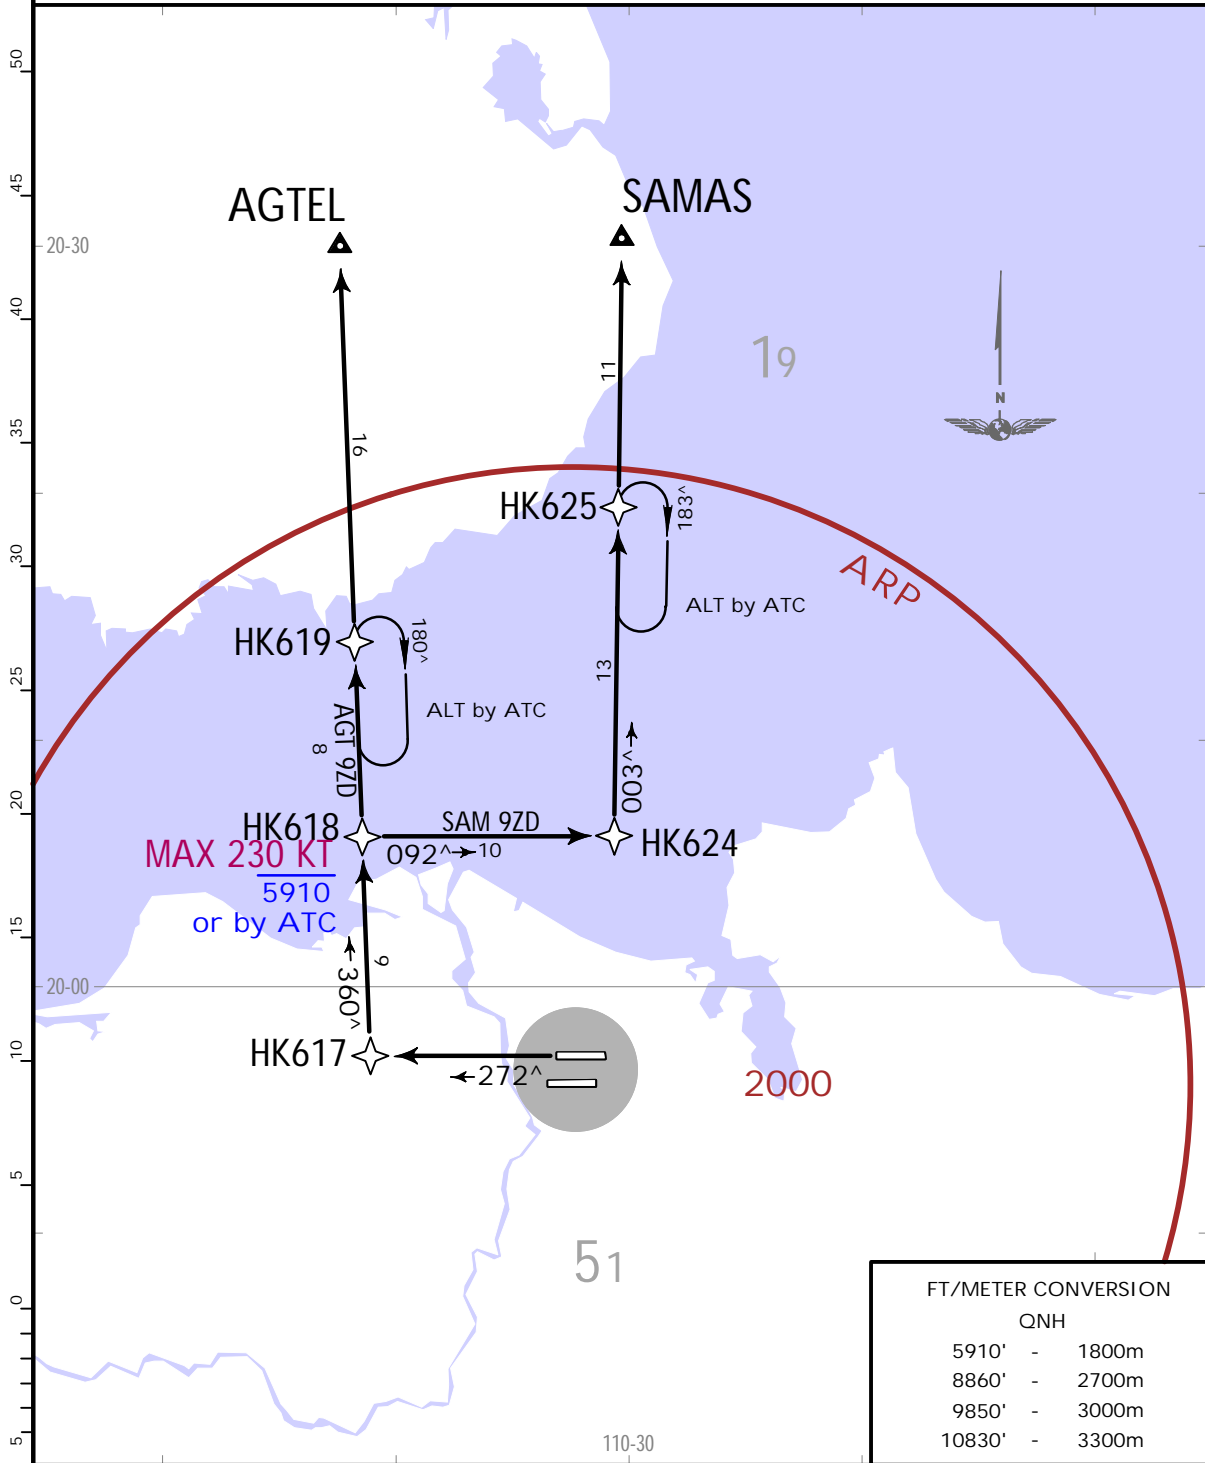 50
45
40
35
30
25
20
15
10
5
0
5
AGTEL
SAMAS
20-30
19
N
11
16
HK625
183^
ARP
ALT by ATC
HK619
180^
13
ALT by ATC
AGT 9ZD
8
003^
HK618
SAM 9ZD
HK624
MAX 230 KT
092^
10
5910
or by ATC
9
360^
20-00
HK617
272^
2000
51
110-30
FT/METER CONVERSION
QNH
5910' - 1800m
8860' - 2700m
9850' - 3000m
10830' - 3300m